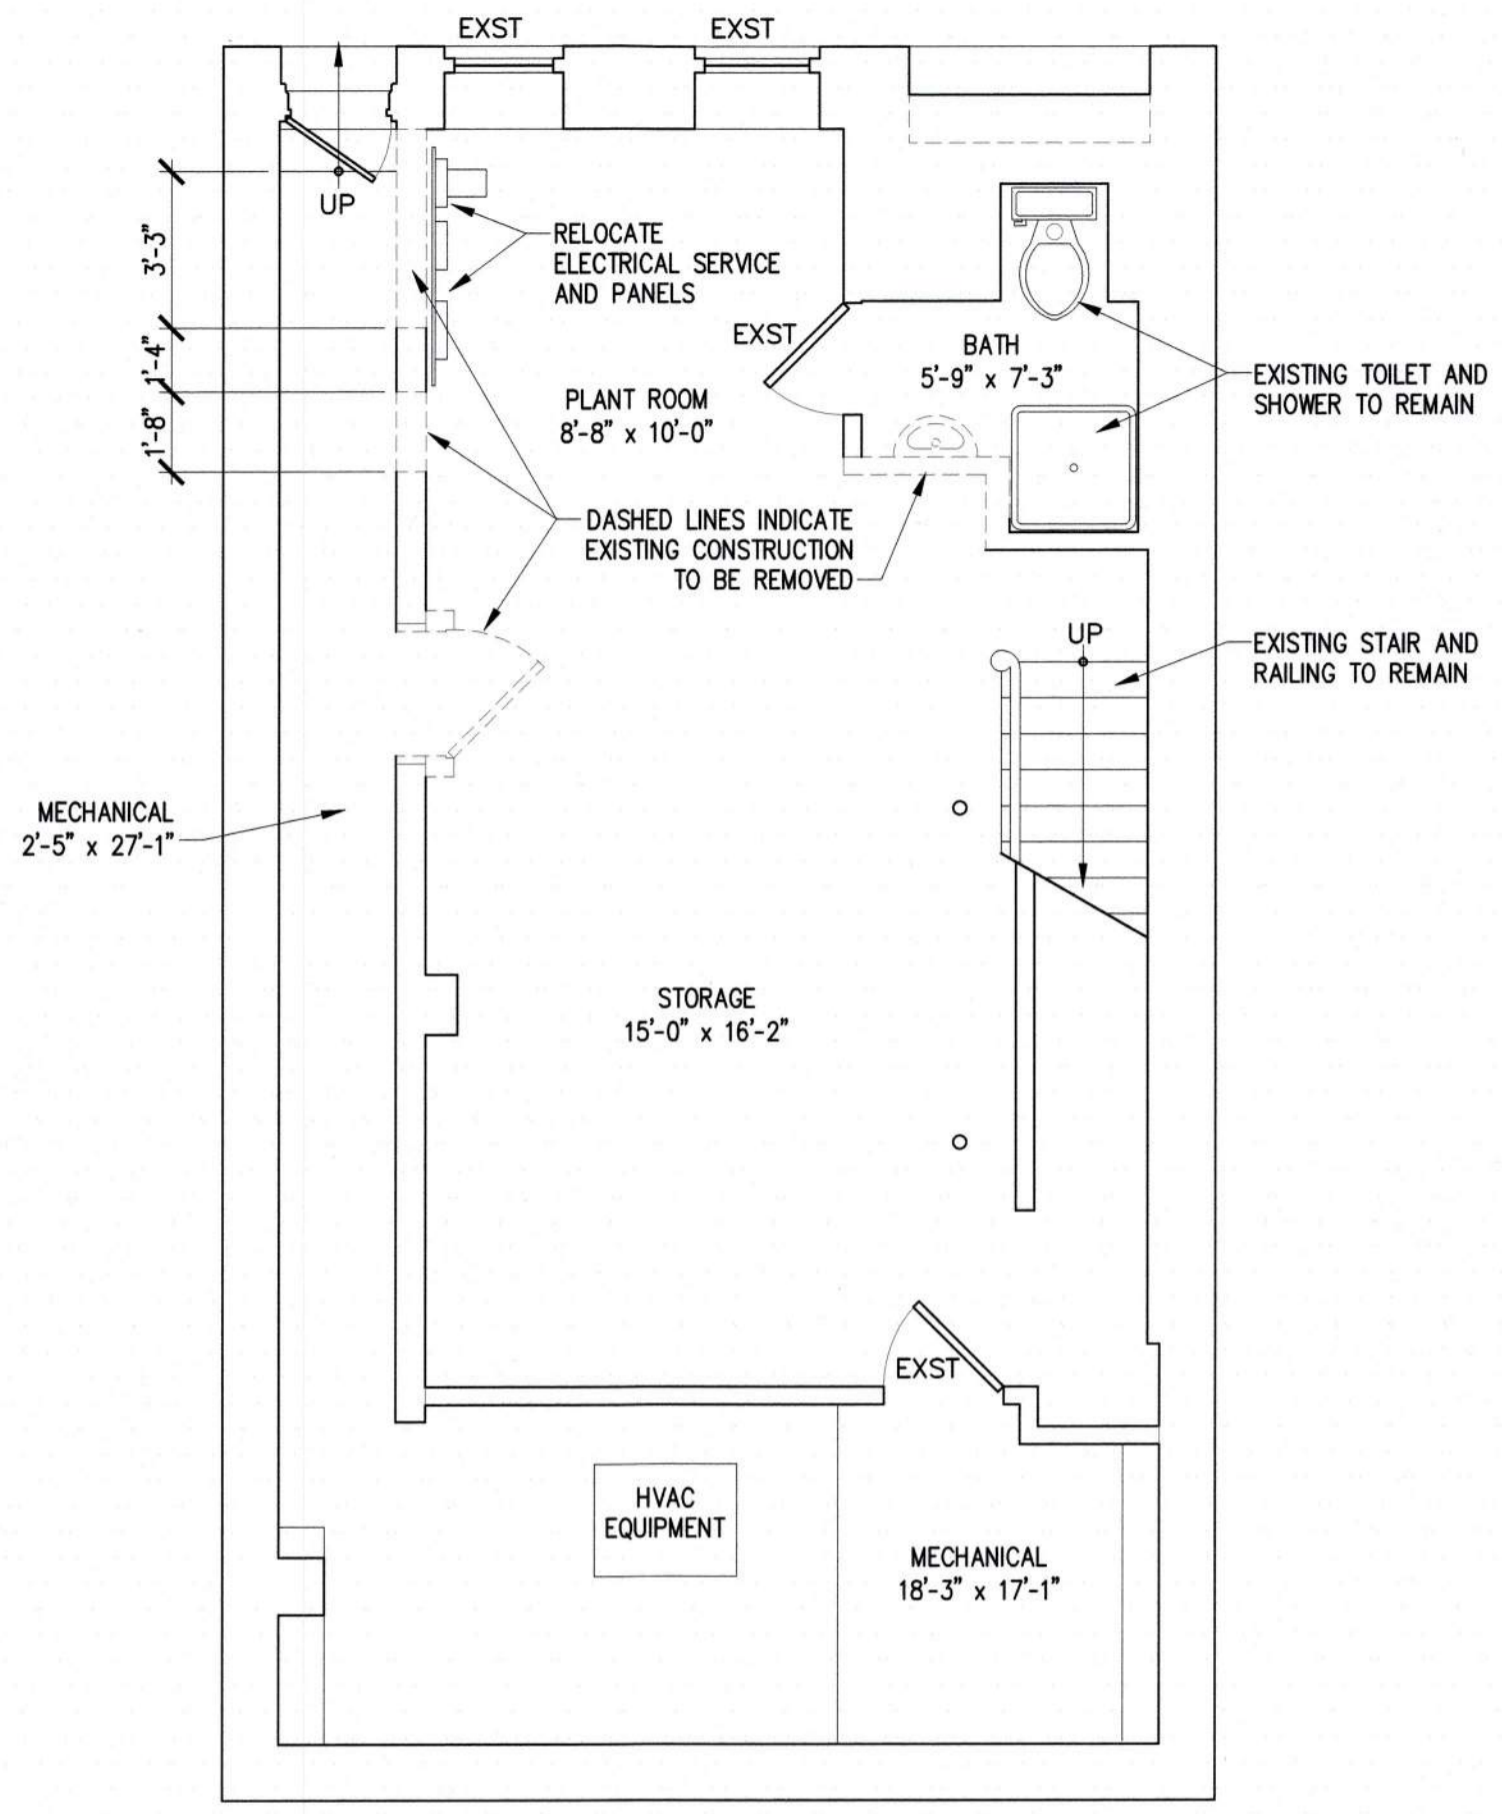 EXST
EXST
UP
3'-3"
1'-4"
1'-8"
RELOCATE
ELECTRICAL SERVICE
AND PANELS
EXST
BATH
5'-9" x 7'-3"
EXISTING TOILET AND
SHOWER TO REMAIN
PLANT ROOM
8'-8" x 10'-0"
DASHED LINES INDICATE
EXISTING CONSTRUCTION
TO BE REMOVED
UP
EXISTING STAIR AND
RAILING TO REMAIN
MECHANICAL
2'-5" x 27'-1"
STORAGE
15'-0" x 16'-2"
EXST
HVAC
EQUIPMENT
MECHANICAL
18'-3" x 17'-1"